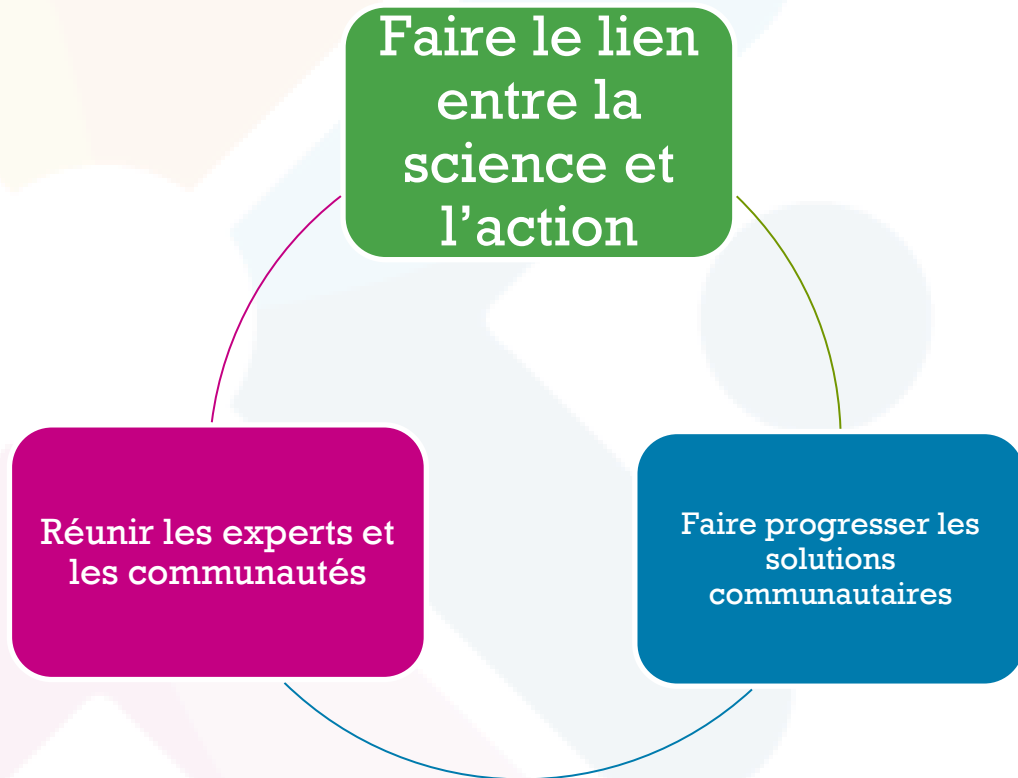 Faire le lien
entre la
science et
l’action
Réunir les experts et
les communautés
Faire progresser les
solutions
communautaires